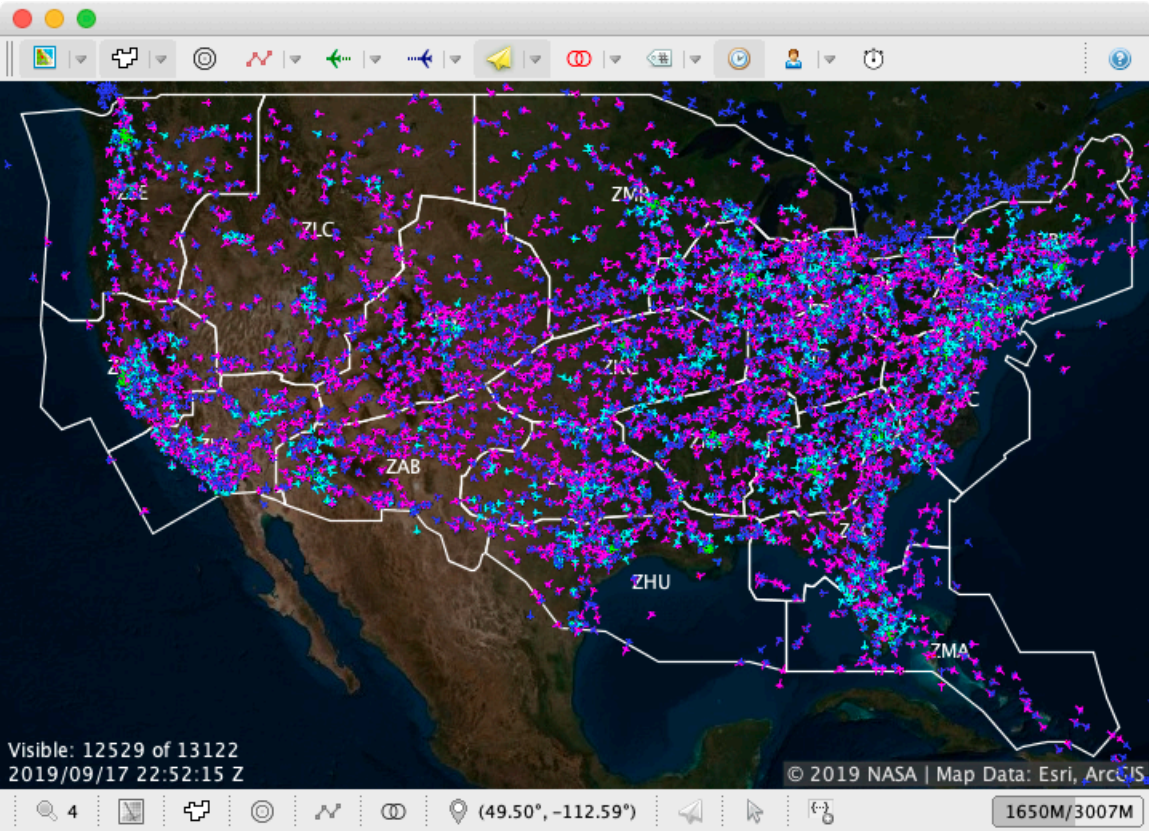 ZMP
ZLC
ZAB
ZHU
ZMA
Visible: 12529 of 13122
2019/09/17 22:52:15 Z
© 2019 NASA | Map Data: Esri, ArcGIS
4
(49.50°, -112.59°)
1650M/3007M